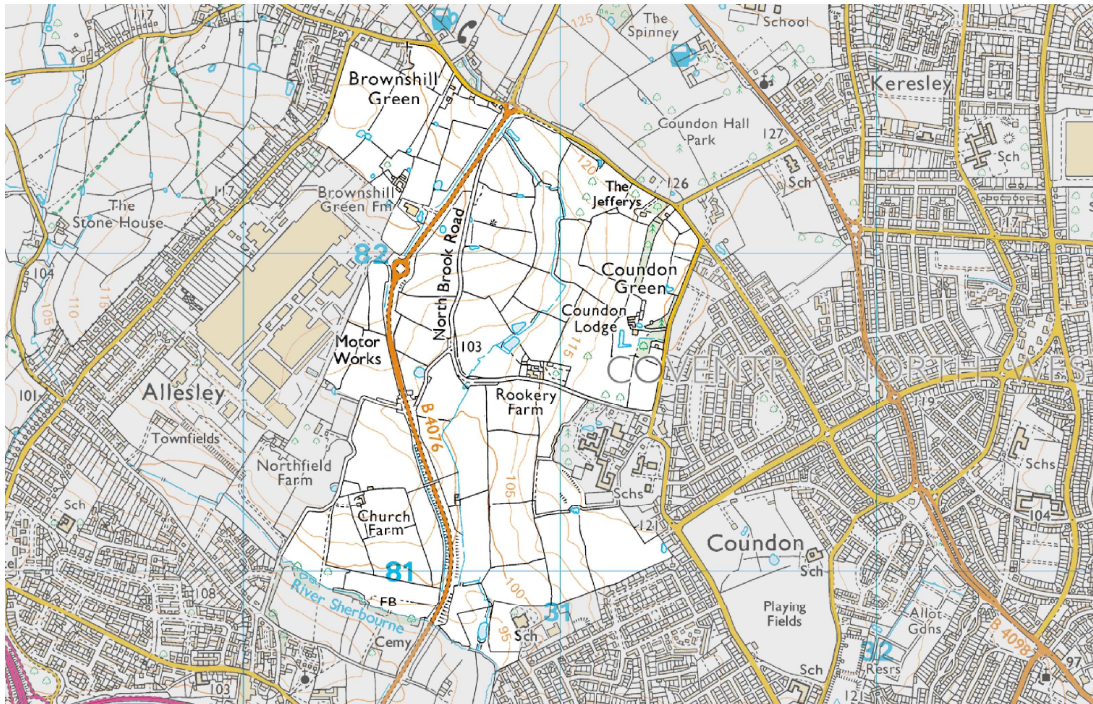 117
125
The
Spinney
School
Brownshill
Green
Keresley
Coundon Hall
Park
127
Sch
Sch
120
126
The
Jefferys
117
117
The
Stone House
Brownshill
Green Fm
North Brook Road
82
104
105
110
115
Coundon
Green
Coundon
Lodge
Motor
Works
103
115
Allesley
Rookery
Farm
119
101
B 4076
Townfields
Northfield
Farm
105
Schs
Schs
Sch
Church
Farm
121
104
Coundon
81
108
FB
River Sherbourne
100
31
Sch
95
Cemy
Sch
Playing
Fields
Allot
Gdns
B 4098
32
Resrs
97
Sch
103